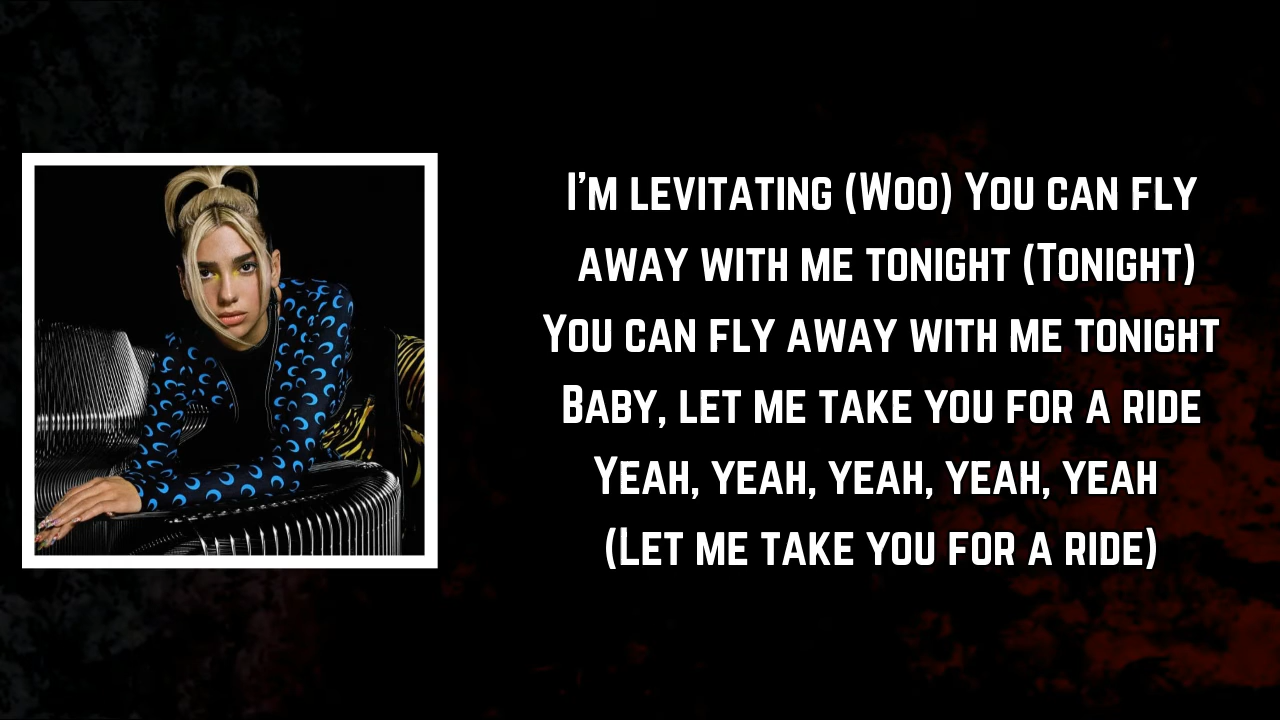 I'm levitating (Woo) You can fly
away with me tonight (Tonight)
You can fly away with me tonight
Baby, let me take you for a ride
Yeah, yeah, yeah, yeah, yeah
(Let me take you for a ride)